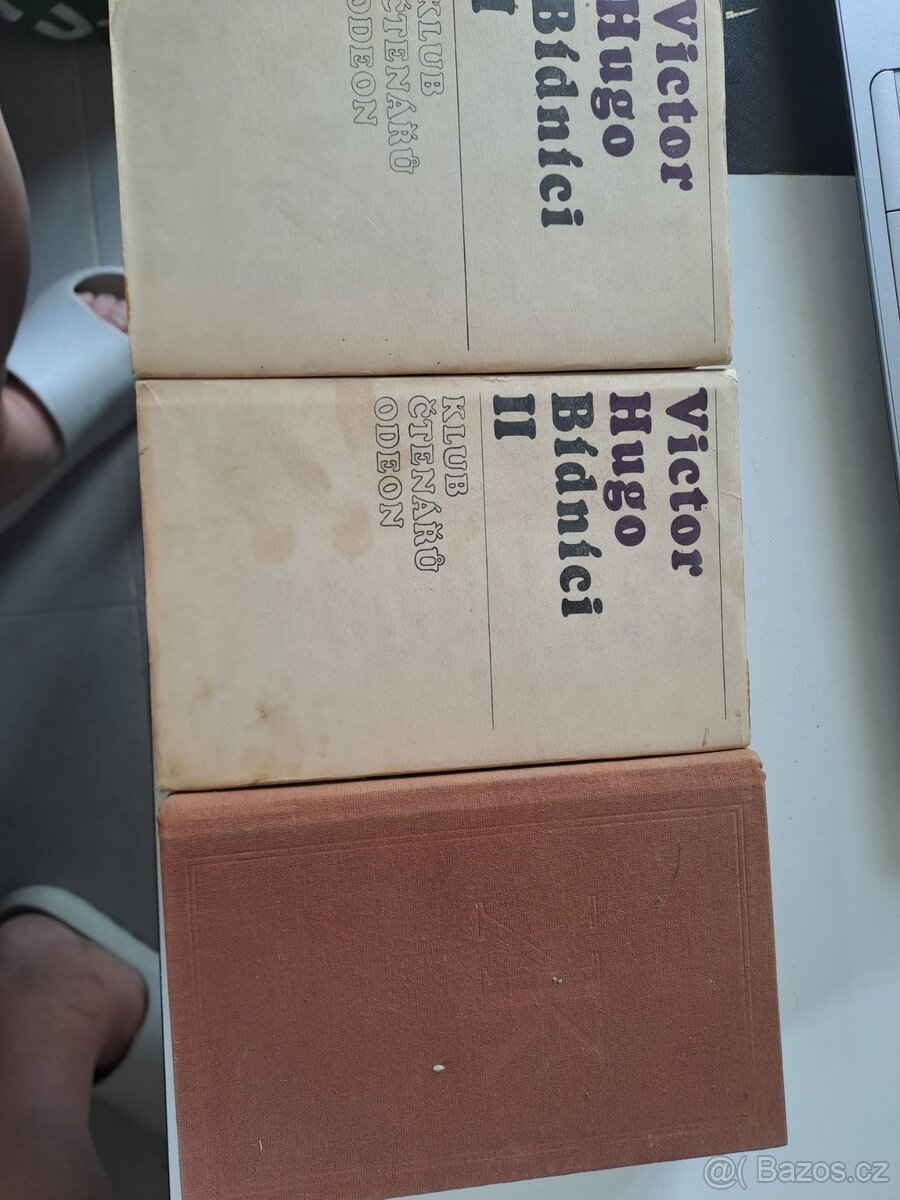 Victor
Hugo
Bídníci
KLUB
ČTENÁŘŮ
ODEON
Victor
Hugo
Bídníci
II
KLUB
ČTENÁŘŮ
ODEON
@( Bazos.cz